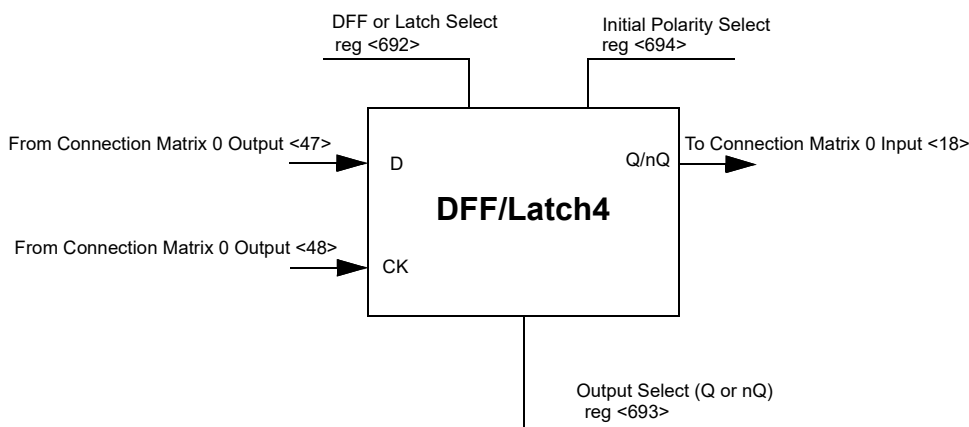 DFF or Latch Select
reg <692>
Initial Polarity Select
reg <694>
From Connection Matrix 0 Output <47>
To Connection Matrix 0 Input <18>
D
Q/nQ
DFF/Latch4
From Connection Matrix 0 Output <48>
CK
Output Select (Q or nQ)
reg <693>